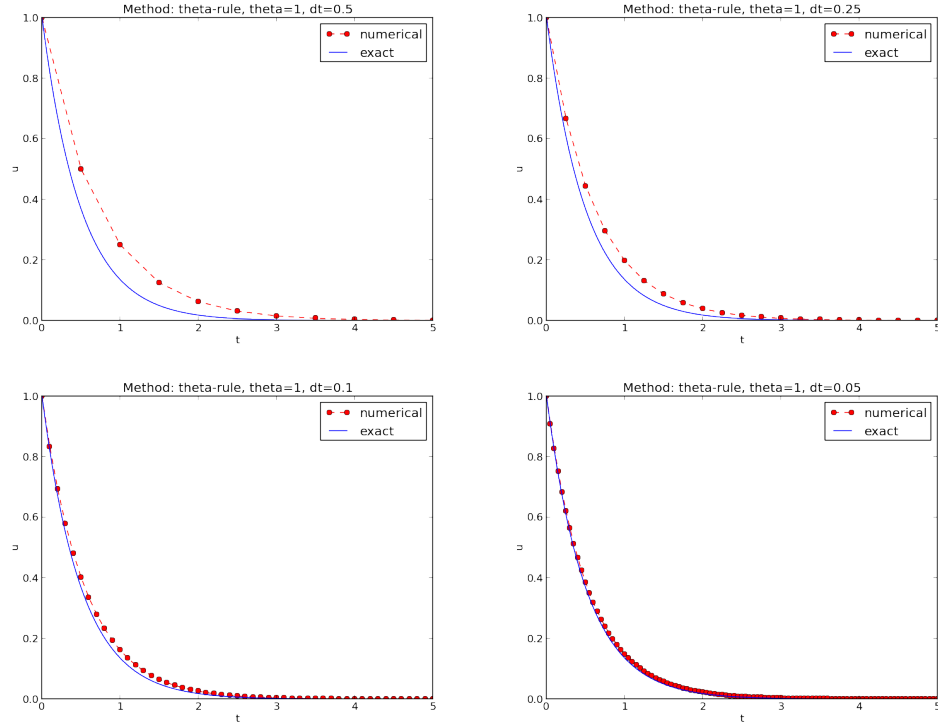 Method: theta-rule, theta=1, dt=0.5
1.0
0.8
0.6
0.4
0.2
0.0
u
0
1
2
3
4
5
t
numerical
exact
Method: theta-rule, theta=1, dt=0.25
1.0
0.8
0.6
0.4
0.2
0.0
u
0
1
2
3
4
5
t
numerical
exact
Method: theta-rule, theta=1, dt=0.1
1.0
0.8
0.6
0.4
0.2
0.0
u
0
1
2
3
4
5
t
numerical
exact
Method: theta-rule, theta=1, dt=0.05
1.0
0.8
0.6
0.4
0.2
0.0
u
0
1
2
3
4
5
t
numerical
exact